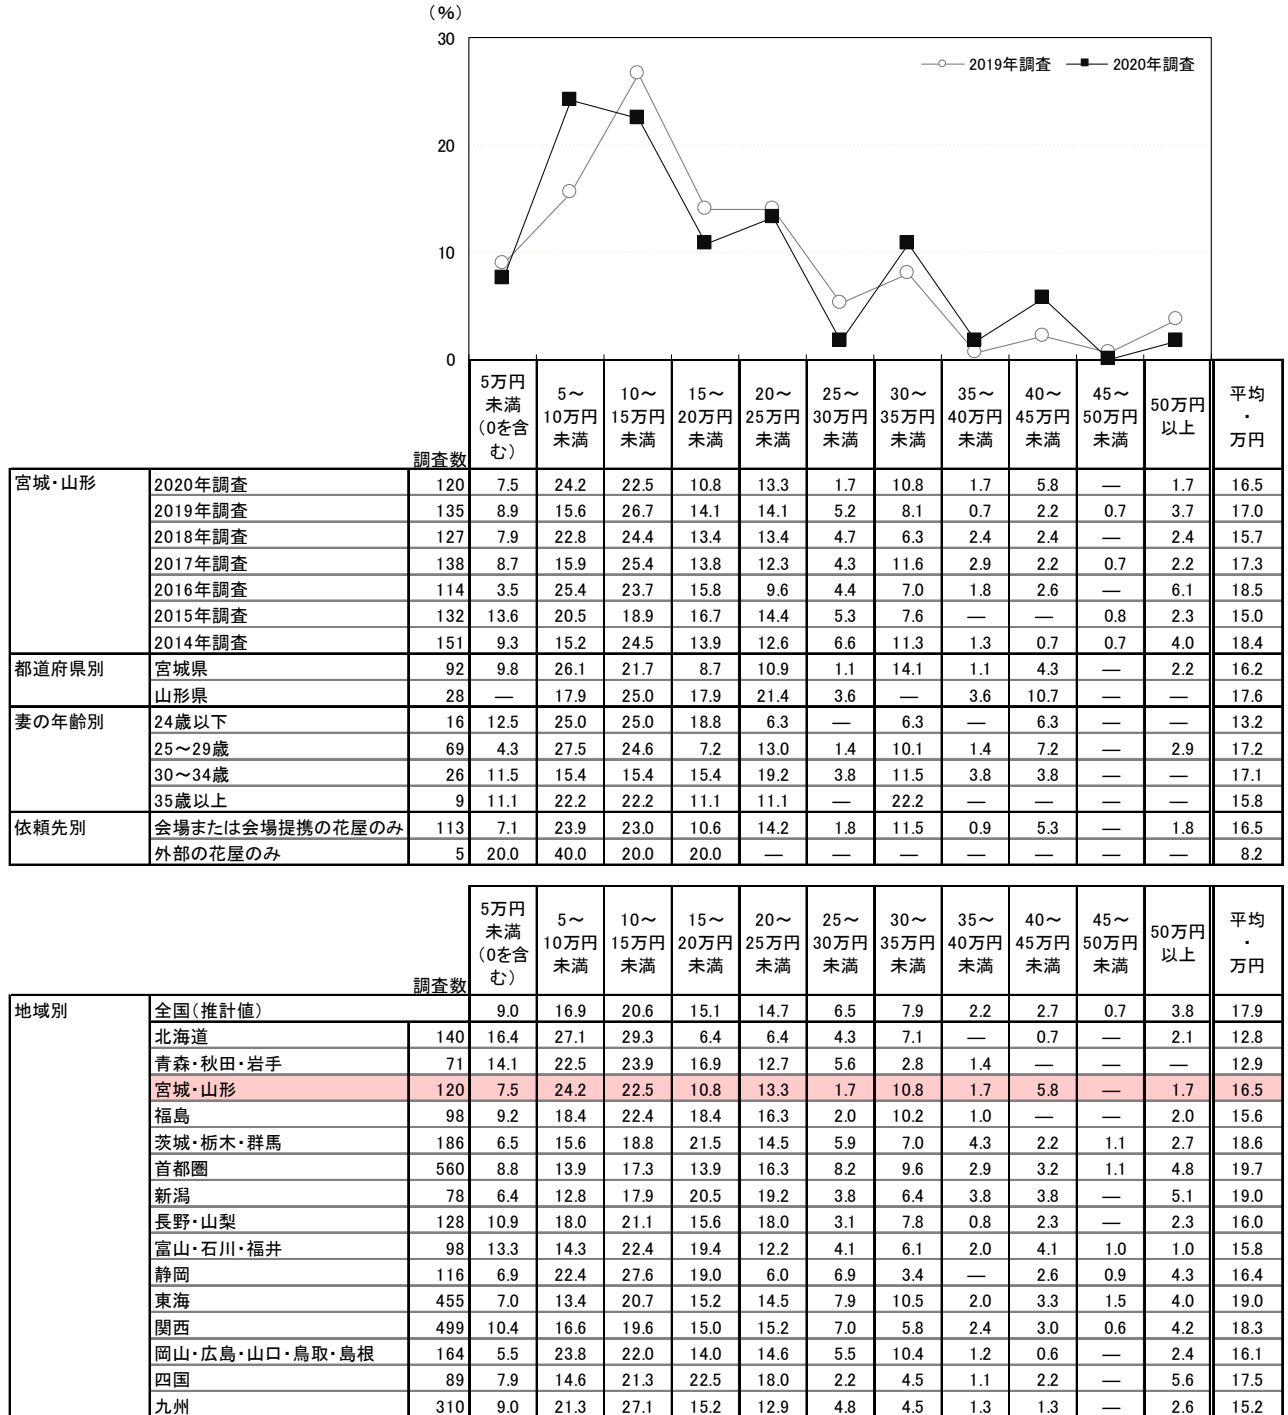 （％）
30
20
10
0
2019年調査 2020年調査
調査数 5万円未満（0を含む） 5～10万円未満 10～15万円未満 15～20万円未満 20～25万円未満 25～30万円未満 30～35万円未満 35～40万円未満 40～45万円未満 45～50万円未満 50万円以上 平均・万円
宮城・山形 2020年調査 120 7.5 24.2 22.5 10.8 13.3 1.7 10.8 1.7 5.8 ― 1.7 16.5
2019年調査 135 8.9 15.6 26.7 14.1 14.1 5.2 8.1 0.7 2.2 0.7 3.7 17.0
2018年調査 127 7.9 22.8 24.4 13.4 13.4 4.7 6.3 2.4 2.4 ― 2.4 15.7
2017年調査 138 8.7 15.9 25.4 13.8 12.3 4.3 11.6 2.9 2.2 0.7 2.2 17.3
2016年調査 114 3.5 25.4 23.7 15.8 9.6 4.4 7.0 1.8 2.6 ― 6.1 18.5
2015年調査 132 13.6 20.5 18.9 16.7 14.4 5.3 7.6 ― ― 0.8 2.3 15.0
2014年調査 151 9.3 15.2 24.5 13.9 12.6 6.6 11.3 1.3 0.7 0.7 4.0 18.4
都道府県別 宮城県 92 9.8 26.1 21.7 8.7 10.9 1.1 14.1 1.1 4.3 ― 2.2 16.2
山形県 28 ― 17.9 25.0 17.9 21.4 3.6 ― 3.6 10.7 ― ― 17.6
妻の年齢別 24歳以下 16 12.5 25.0 25.0 18.8 6.3 ― 6.3 ― 6.3 ― ― 13.2
25～29歳 69 4.3 27.5 24.6 7.2 13.0 1.4 10.1 1.4 7.2 ― 2.9 17.2
30～34歳 26 11.5 15.4 15.4 15.4 19.2 3.8 11.5 3.8 3.8 ― ― 17.1
35歳以上 9 11.1 22.2 22.2 11.1 11.1 ― 22.2 ― ― ― ― 15.8
依頼先別 会場または会場提携の花屋のみ 113 7.1 23.9 23.0 10.6 14.2 1.8 11.5 0.9 5.3 ― 1.8 16.5
外部の花屋のみ 5 20.0 40.0 20.0 20.0 ― ― ― ― ― ― ― 8.2
調査数 5万円未満（0を含む） 5～10万円未満 10～15万円未満 15～20万円未満 20～25万円未満 25～30万円未満 30～35万円未満 35～40万円未満 40～45万円未満 45～50万円未満 50万円以上 平均・万円
地域別 全国（推計値） 9.0 16.9 20.6 15.1 14.7 6.5 7.9 2.2 2.7 0.7 3.8 17.9
北海道 140 16.4 27.1 29.3 6.4 6.4 4.3 7.1 ― 0.7 ― 2.1 12.8
青森・秋田・岩手 71 14.1 22.5 23.9 16.9 12.7 5.6 2.8 1.4 ― ― ― 12.9
宮城・山形 120 7.5 24.2 22.5 10.8 13.3 1.7 10.8 1.7 5.8 ― 1.7 16.5
福島 98 9.2 18.4 22.4 18.4 16.3 2.0 10.2 1.0 ― ― 2.0 15.6
茨城・栃木・群馬 186 6.5 15.6 18.8 21.5 14.5 5.9 7.0 4.3 2.2 1.1 2.7 18.6
首都圏 560 8.8 13.9 17.3 13.9 16.3 8.2 9.6 2.9 3.2 1.1 4.8 19.7
新潟 78 6.4 12.8 17.9 20.5 19.2 3.8 6.4 3.8 3.8 ― 5.1 19.0
長野・山梨 128 10.9 18.0 21.1 15.6 18.0 3.1 7.8 0.8 2.3 ― 2.3 16.0
富山・石川・福井 98 13.3 14.3 22.4 19.4 12.2 4.1 6.1 2.0 4.1 1.0 1.0 15.8
静岡 116 6.9 22.4 27.6 19.0 6.0 6.9 3.4 ― 2.6 0.9 4.3 16.4
東海 455 7.0 13.4 20.7 15.2 14.5 7.9 10.5 2.0 3.3 1.5 4.0 19.0
関西 499 10.4 16.6 19.6 15.0 15.2 7.0 5.8 2.4 3.0 0.6 4.2 18.3
岡山・広島・山口・鳥取・島根 164 5.5 23.8 22.0 14.0 14.6 5.5 10.4 1.2 0.6 ― 2.4 16.1
四国 89 7.9 14.6 21.3 22.5 18.0 2.2 4.5 1.1 2.2 ― 5.6 17.5
九州 310 9.0 21.3 27.1 15.2 12.9 4.8 4.5 1.3 1.3 ― 2.6 15.2